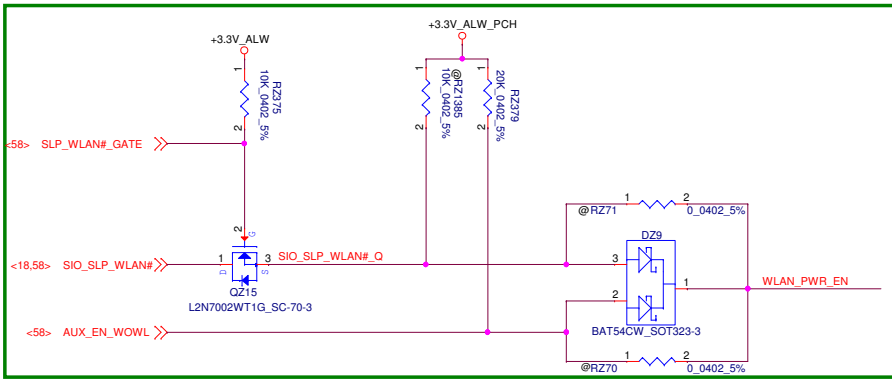 +3.3V_ALW_PCH
+3.3V_ALW
1
RZ375
10K_0402_5%
2
1
@RZ1385
10K_0402_5%
2
1
RZ379
20K_0402_5%
2
<58> SLP_WLAN#_GATE
2
G
@RZ71
1
2
0_0402_5%
DZ9
<18,58> SIO_SLP_WLAN#
1
D
3
S
SIO_SLP_WLAN#_Q
3
QZ15
L2N7002WT1G_SC-70-3
2
1
WLAN_PWR_EN
<58> AUX_EN_WOWL
BAT54CW_SOT323-3
@RZ70
1
2
0_0402_5%